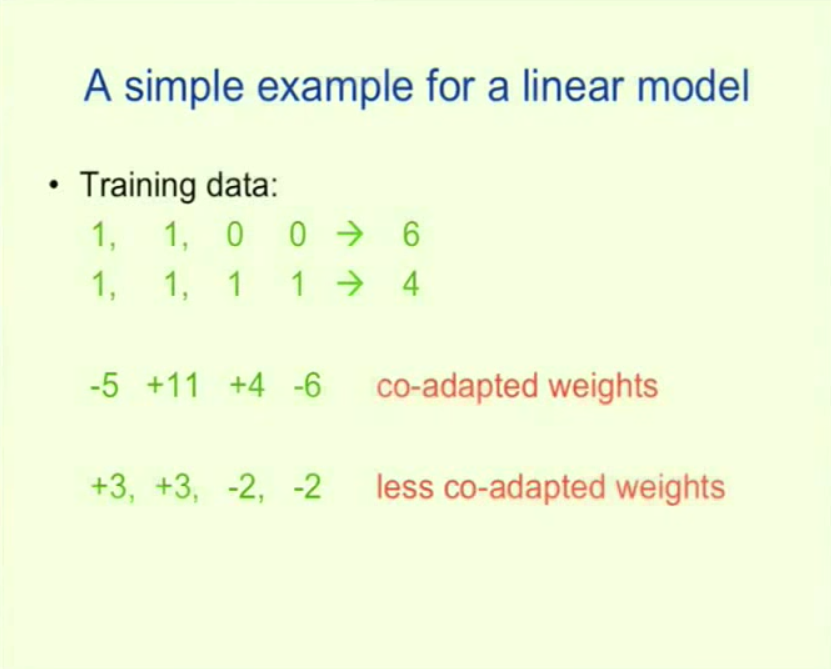 A simple example for a linear model
• Training data:
1, 1, 0 0 → 6
1, 1, 1 1 → 4
-5 +11 +4 -6 co-adapted weights
+3, +3, -2, -2 less co-adapted weights